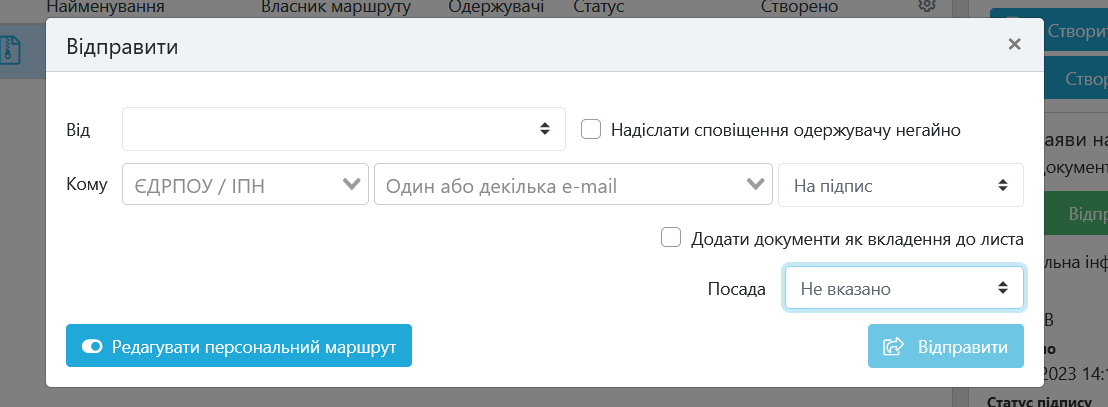 Найменування Власник маршруту Одержувачі Статус Створено
Створит
Відправити
Створ
Від
Надіслати сповіщення одержувачу негайно
аяви на
Кому ЄДРПОУ / ІПН Один або декілька e-mail На підпис
документ
Відп
Додати документи як вкладення до листа
льна інф
Посада Не вказано
В
Редагувати персональний маршрут Відправити
но
2023 14:1
Статус підпису